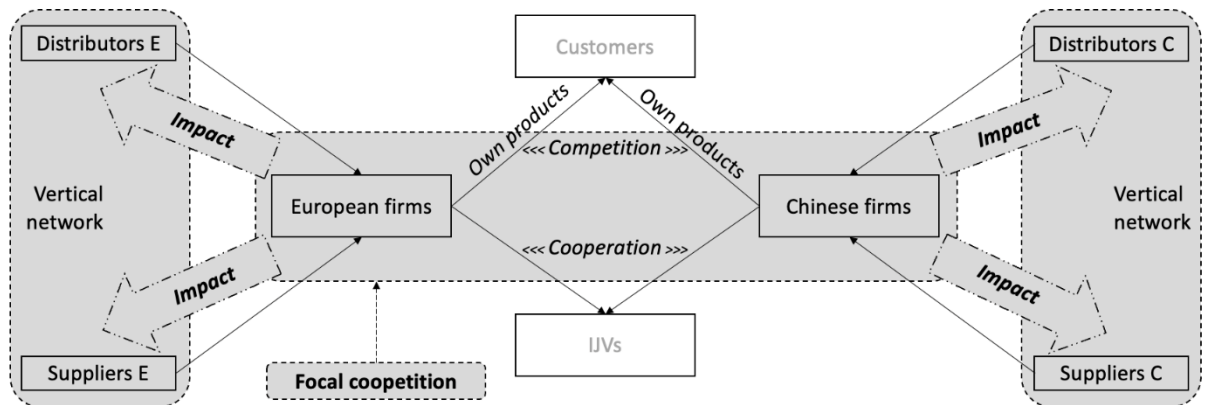 Distributors E
Customers
Distributors C
Impact
Own products
Own products
Impact
<<< Competition >>>
Vertical
network
European firms
Chinese firms
Vertical
network
<<< Cooperation >>>
Impact
Impact
IJVs
Suppliers E
Focal coopetition
Suppliers C